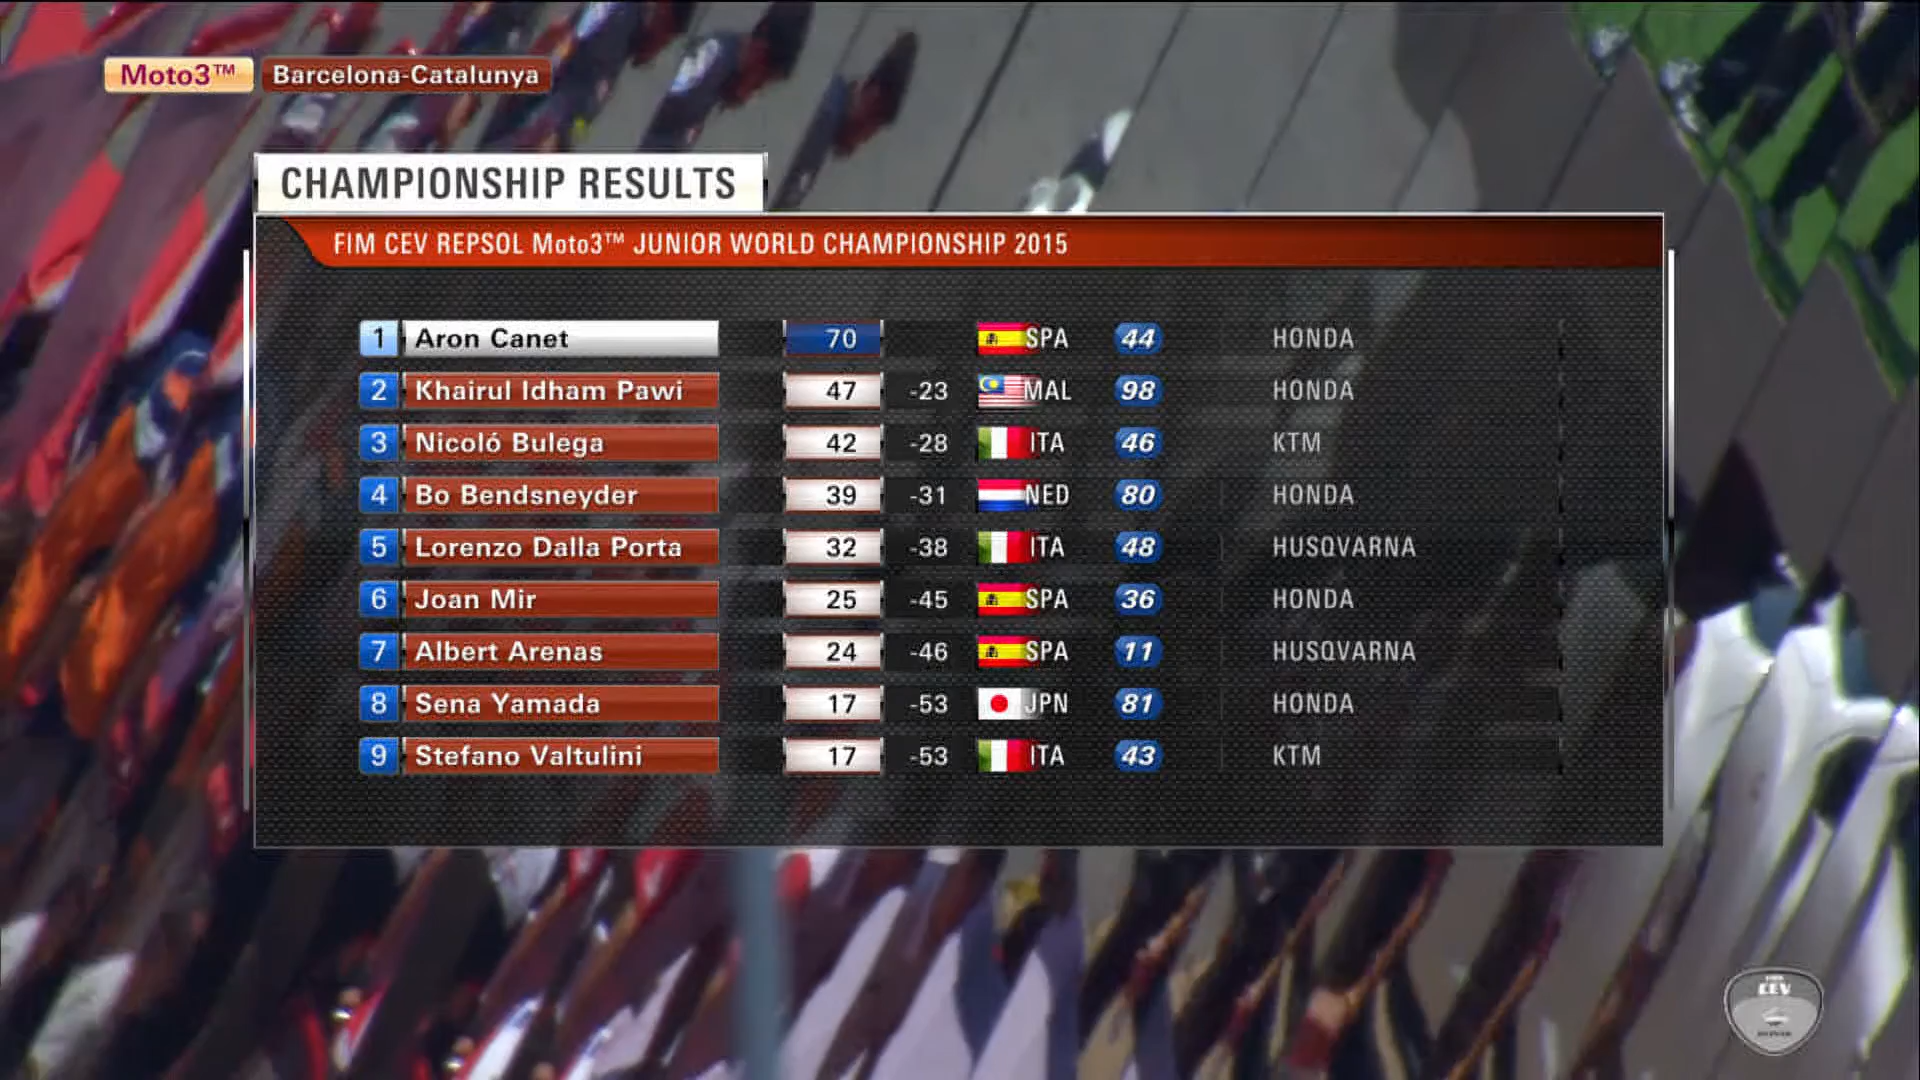 Moto3™ Barcelona-Catalunya
CHAMPIONSHIP RESULTS
FIM CEV REPSOL Moto3™ JUNIOR WORLD CHAMPIONSHIP 2015
1 Aron Canet 70 SPA 44 HONDA
2 Khairul Idham Pawi 47 -23 MAL 98 HONDA
3 Nicoló Bulega 42 -28 ITA 46 KTM
4 Bo Bendsneyder 39 -31 NED 80 HONDA
5 Lorenzo Dalla Porta 32 -38 ITA 48 HUSQVARNA
6 Joan Mir 25 -45 SPA 36 HONDA
7 Albert Arenas 24 -46 SPA 11 HUSQVARNA
8 Sena Yamada 17 -53 JPN 81 HONDA
9 Stefano Valtulini 17 -53 ITA 43 KTM
CEV